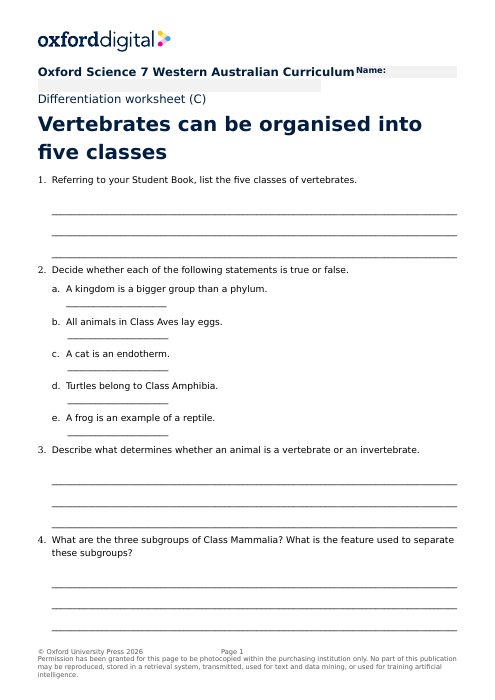 oxforddigital
Oxford Science 7 Western Australian Curriculum Name:
Differentiation worksheet (C)
Vertebrates can be organised into
five classes
1. Referring to your Student Book, list the five classes of vertebrates.
2. Decide whether each of the following statements is true or false.
a. A kingdom is a bigger group than a phylum.
b. All animals in Class Aves lay eggs.
c. A cat is an endotherm.
d. Turtles belong to Class Amphibia.
e. A frog is an example of a reptile.
3. Describe what determines whether an animal is a vertebrate or an invertebrate.
4. What are the three subgroups of Class Mammalia? What is the feature used to separate
these subgroups?
© Oxford University Press 2026 Page 1
Permission has been granted for this page to be photocopied within the purchasing institution only. No part of this publication
may be reproduced, stored in a retrieval system, transmitted, used for text and data mining, or used for training artificial
intelligence.